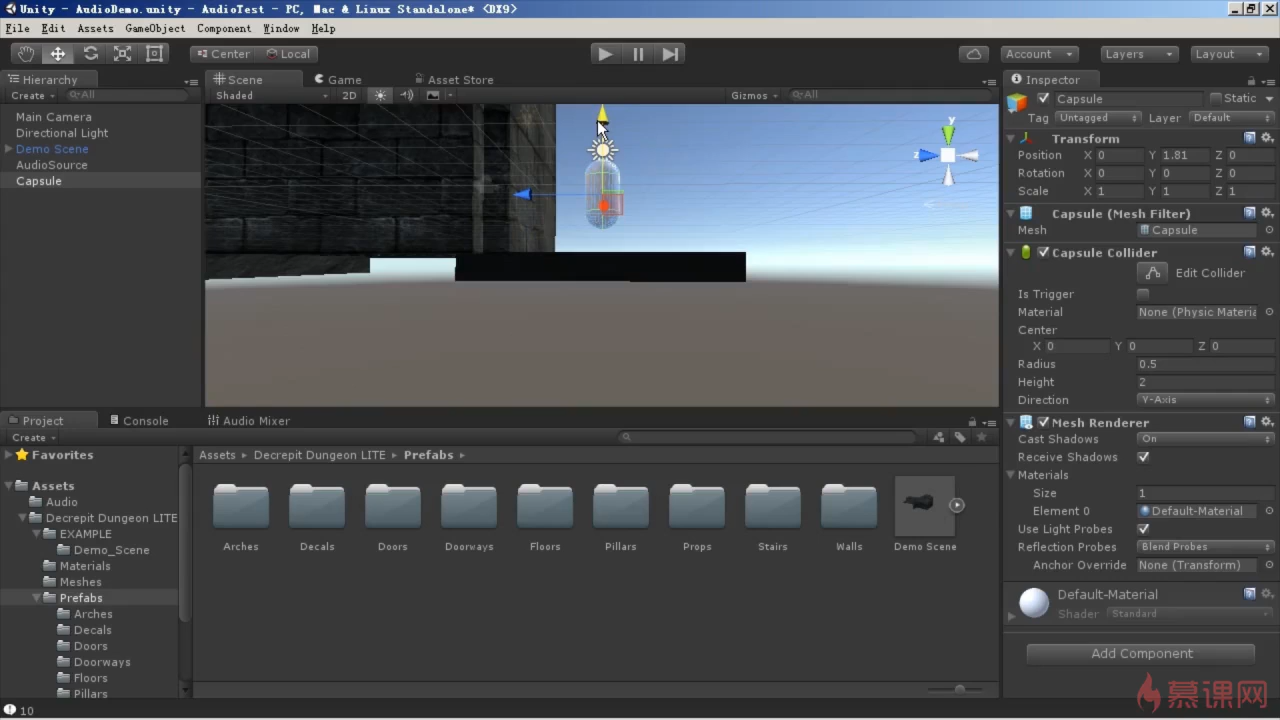 Unity - AudioDemo.unity - AudioTest - PC, Mac & Linux Standalone* <DX9>
File Edit Assets GameObject Component Window Help
Center Local Account Layers Layout
Hierarchy
Create All
Main Camera
Directional Light
Demo Scene
AudioSource
Capsule
Scene Game Asset Store
Shaded 2D Gizmos All
y
z
Inspector
Capsule Static
Tag Untagged Layer Default
Transform
Position X 0 Y 1.81 Z 0
Rotation X 0 Y 0 Z 0
Scale X 1 Y 1 Z 1
Capsule (Mesh Filter)
Mesh Capsule
Capsule Collider
Edit Collider
Is Trigger
Material None (Physic Materia
Center
X 0 Y 0 Z 0
Radius 0.5
Height 2
Direction Y-Axis
Mesh Renderer
Cast Shadows On
Receive Shadows
Materials
Size 1
Element 0 Default-Material
Use Light Probes
Reflection Probes Blend Probes
Anchor Override None (Transform)
Default-Material
Shader Standard
Add Component
Project Console Audio Mixer
Create
Favorites
Assets
Audio
Decrepit Dungeon LITE
EXAMPLE
Demo_Scene
Materials
Meshes
Prefabs
Arches
Decals
Doors
Doorways
Floors
Pillars
Assets Decrepit Dungeon LITE Prefabs
Arches Decals Doors Doorways Floors Pillars Props Stairs Walls Demo Scene
10
慕课网